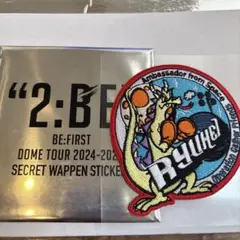 "2:BE
BE:FIRST
DOME TOUR 2024-202
SECRET WAPPEN STICKE
Ambassador from Space
RYUHEI